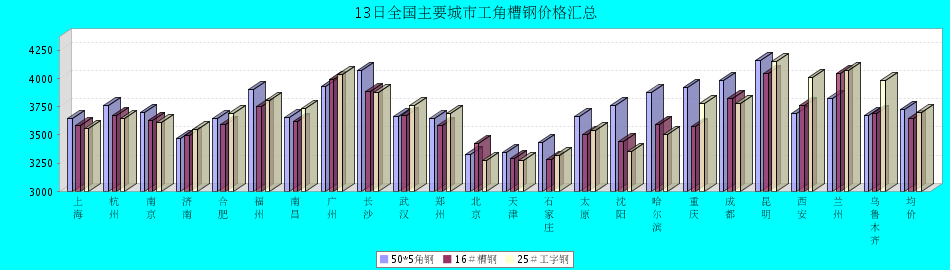 13日全国主要城市工角槽钢价格汇总
4250
4000
3750
3500
3250
3000
上海
杭州
南京
济南
合肥
福州
南昌
广州
长沙
武汉
郑州
北京
天津
石家庄
太原
沈阳
哈尔滨
重庆
成都
昆明
西安
兰州
乌鲁木齐
均价
50*5角钢 16#槽钢 25#工字钢